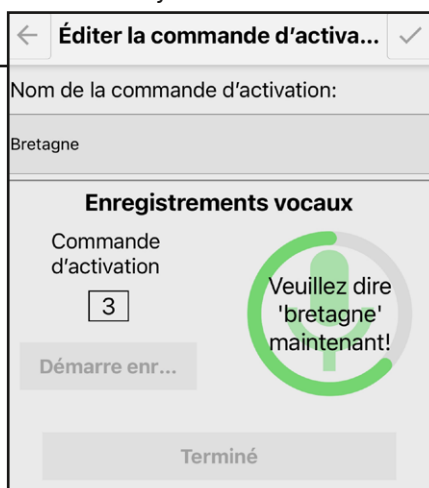 Éditer la commande d'activa...
Nom de la commande d'activation:
Bretagne
Enregistrements vocaux
Commande
d'activation
3
Veuillez dire
'bretagne'
maintenant!
Démarre enr...
Terminé